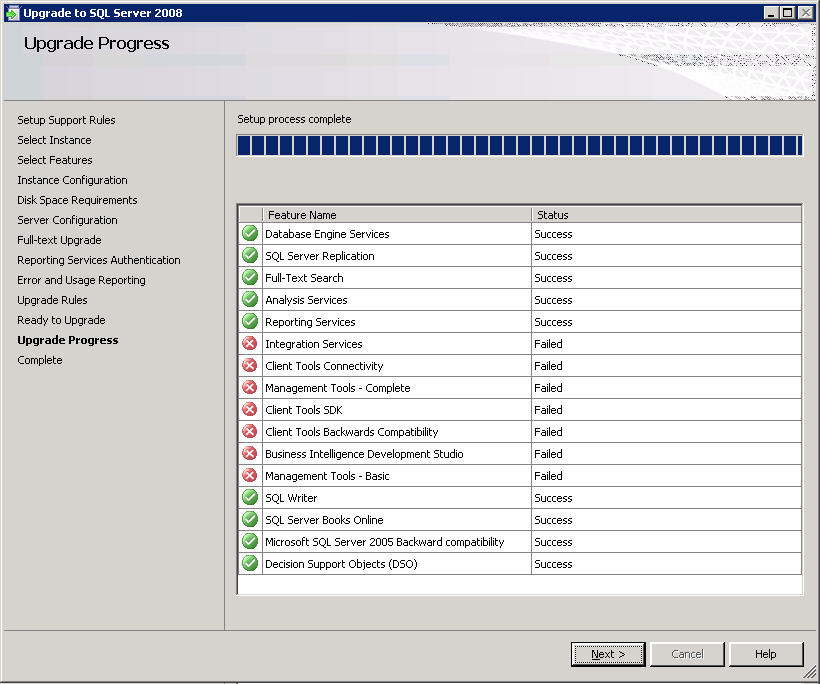 Upgrade to SQL Server 2008
Upgrade Progress
Setup Support Rules
Select Instance
Select Features
Instance Configuration
Disk Space Requirements
Server Configuration
Full-text Upgrade
Reporting Services Authentication
Error and Usage Reporting
Upgrade Rules
Ready to Upgrade
Upgrade Progress
Complete
Setup process complete
Feature Name Status
Database Engine Services Success
SQL Server Replication Success
Full-Text Search Success
Analysis Services Success
Reporting Services Success
Integration Services Failed
Client Tools Connectivity Failed
Management Tools - Complete Failed
Client Tools SDK Failed
Client Tools Backwards Compatibility Failed
Business Intelligence Development Studio Failed
Management Tools - Basic Failed
SQL Writer Success
SQL Server Books Online Success
Microsoft SQL Server 2005 Backward compatibility Success
Decision Support Objects (DSO) Success
Next > Cancel Help